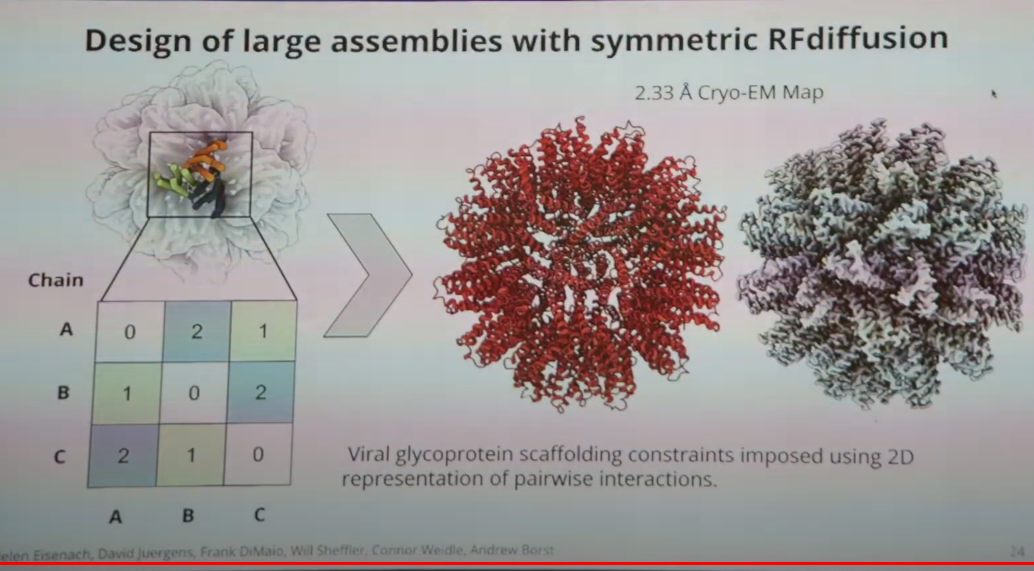 Design of large assemblies with symmetric RFdiffusion
2.33 Å Cryo-EM Map
Chain
A 0 2 1
B 1 0 2
C 2 1 0
A B C
Viral glycoprotein scaffolding constraints imposed using 2D
representation of pairwise interactions.
elen Eisenach, David Juergens, Frank DiMaio, Will Sheffler, Connor Weidle, Andrew Borst
24